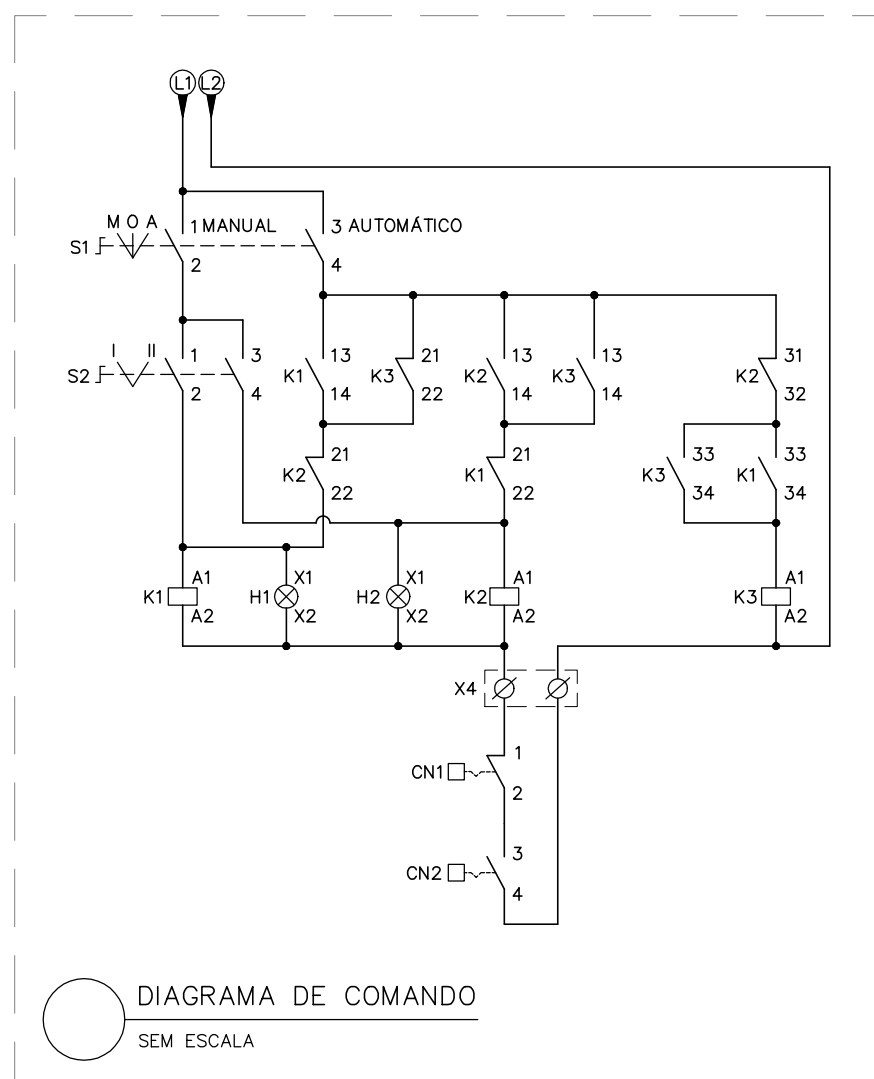 L1 L2
M O A 1 MANUAL 3 AUTOMÁTICO
S1
2 4
I II 1 3 13 21 13 13 31
S2 K1 K3 K2 K3 K2
2 4 14 22 14 14 32
21 21 33 33
K2 K1 K3 K1
22 22 34 34
A1 X1 X1 A1 A1
K1 H1 H2 K2 K3
A2 X2 X2 A2 A2
X4
1
CN1
2
3
CN2
4
DIAGRAMA DE COMANDO
SEM ESCALA